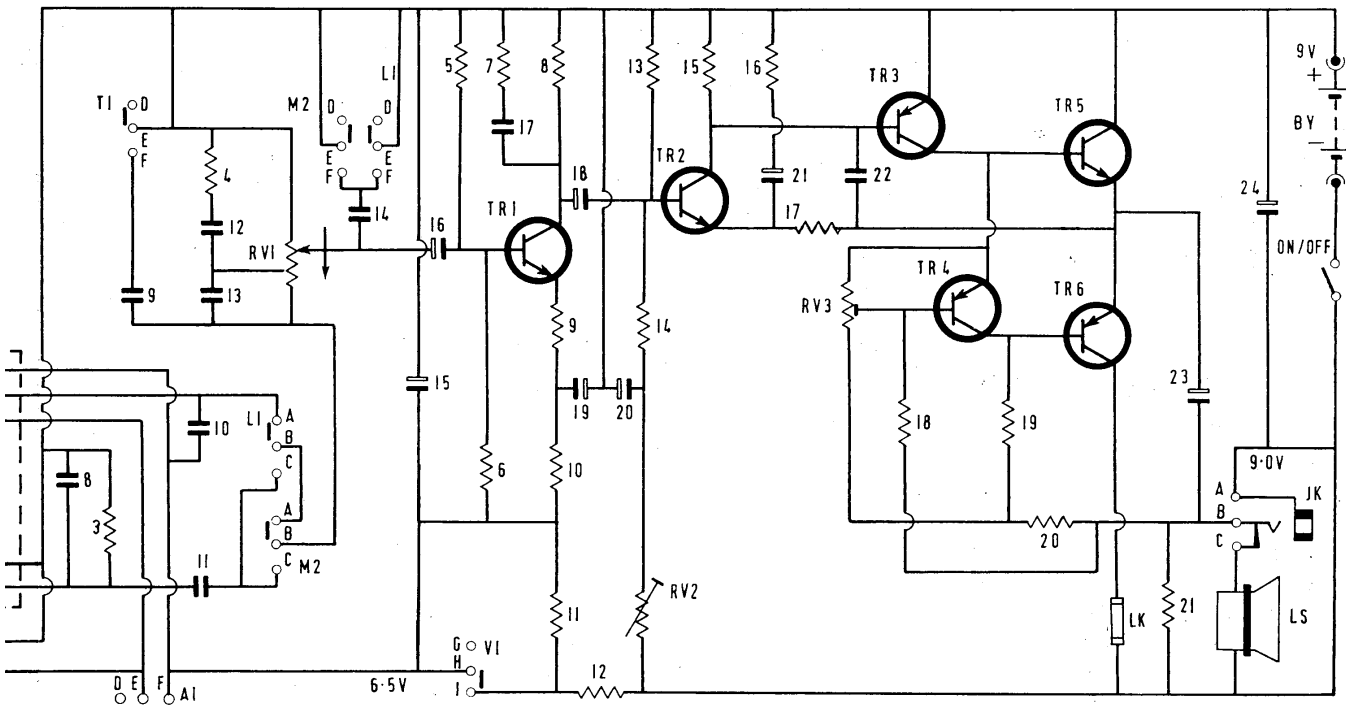 T1
D
E
F
4
12
RV1
9
13
M2
D
E
F
L1
D
E
F
14
16
5
7
8
17
TR1
18
13
15
16
TR2
21
22
17
TR3
TR5
TR4
TR6
RV3
9V
+
BY
-
24
ON/OFF
9
14
15
19
20
6
10
18
19
23
10
L1
A
B
C
8
3
11
A
B
C
M2
9·0V
A
B
C
JK
20
21
LK
LS
11
RV2
12
G
H
I
V1
6·5V
D
E
F
A1